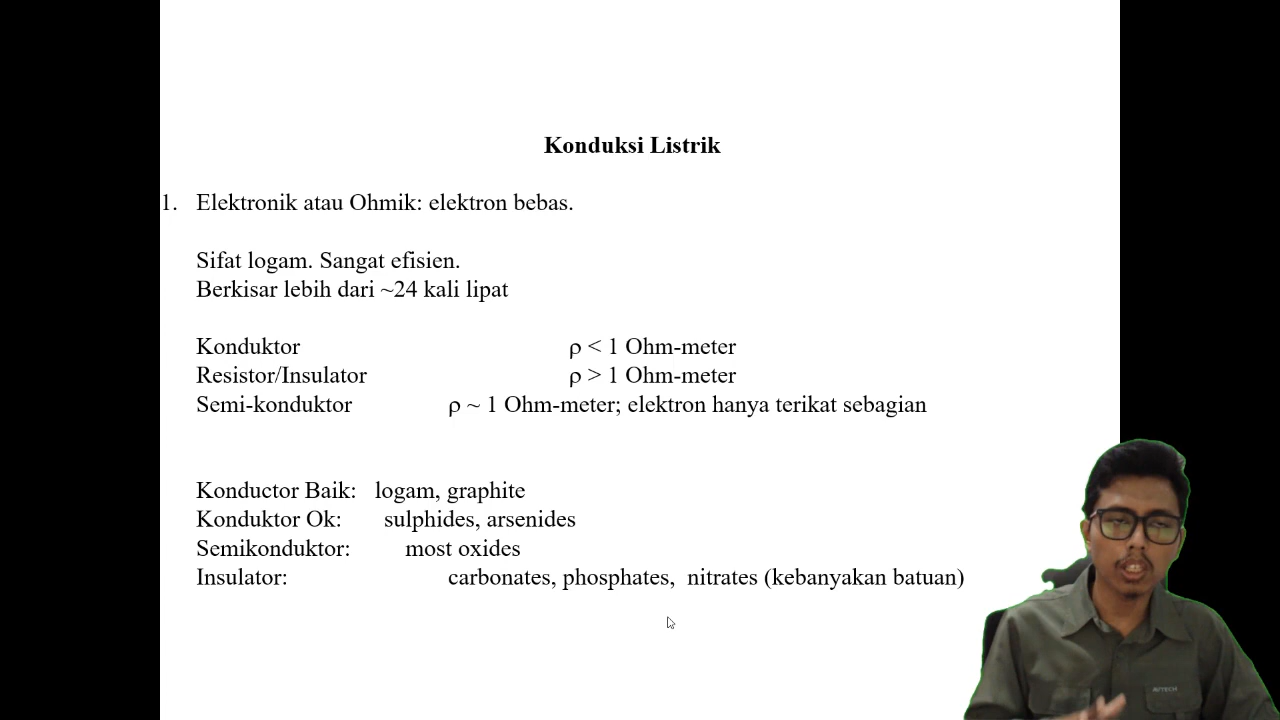 Konduksi Listrik
1. Elektronik atau Ohmik: elektron bebas.
Sifat logam. Sangat efisien.
Berkisar lebih dari ~24 kali lipat
Konduktor ρ < 1 Ohm-meter
Resistor/Insulator ρ > 1 Ohm-meter
Semi-konduktor ρ ~ 1 Ohm-meter; elektron hanya terikat sebagian
Konductor Baik: logam, graphite
Konduktor Ok: sulphides, arsenides
Semikonduktor: most oxides
Insulator: carbonates, phosphates, nitrates (kebanyakan batuan)